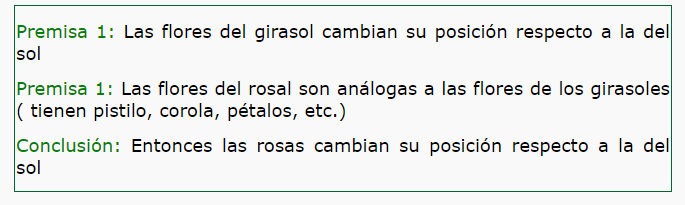 Premisa 1: Las flores del girasol cambian su posición respecto a la del
sol
Premisa 1: Las flores del rosal son análogas a las flores de los girasoles
( tienen pistilo, corola, pétalos, etc.)
Conclusión: Entonces las rosas cambian su posición respecto a la del
sol